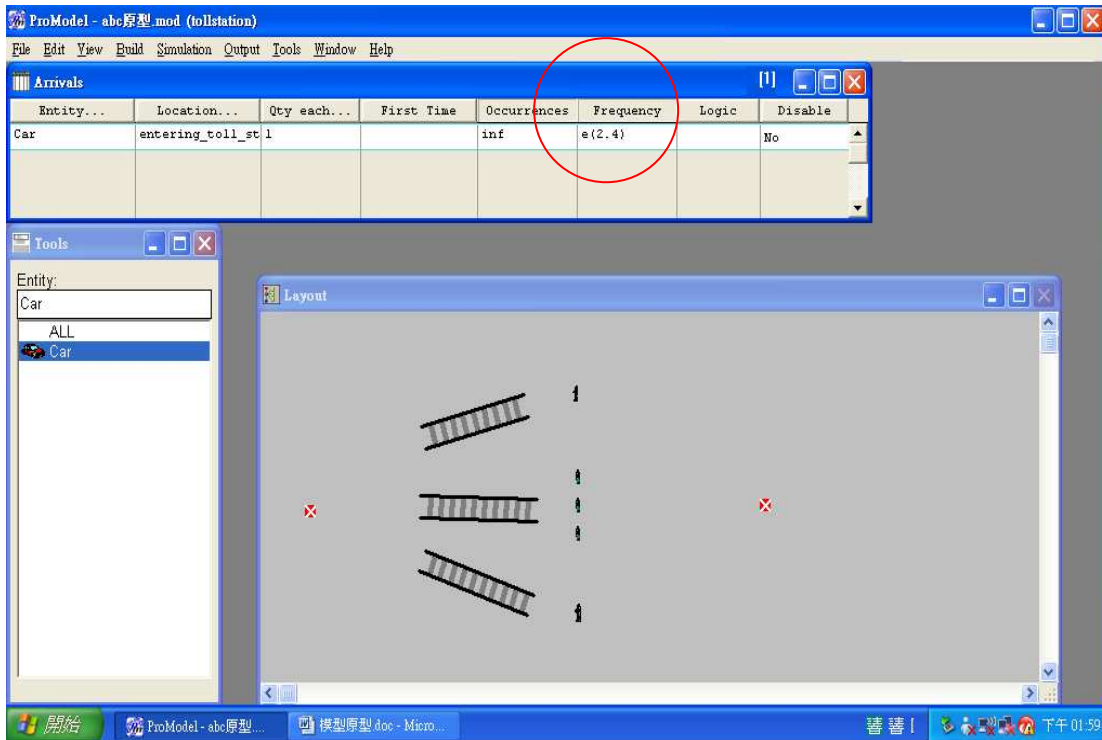 ProModel - abc原型.mod (tollstation)
File Edit View Build Simulation Output Tools Window Help
Arrivals [1]
Entity... Location... Qty each... First Time Occurrences Frequency Logic Disable
Car entering_toll_st 1 inf e(2.4) No
Tools
Entity:
Car
ALL
Car
Layout
開始 ProModel - abc原型.... 模型原型.doc - Micro... 下午 01:59